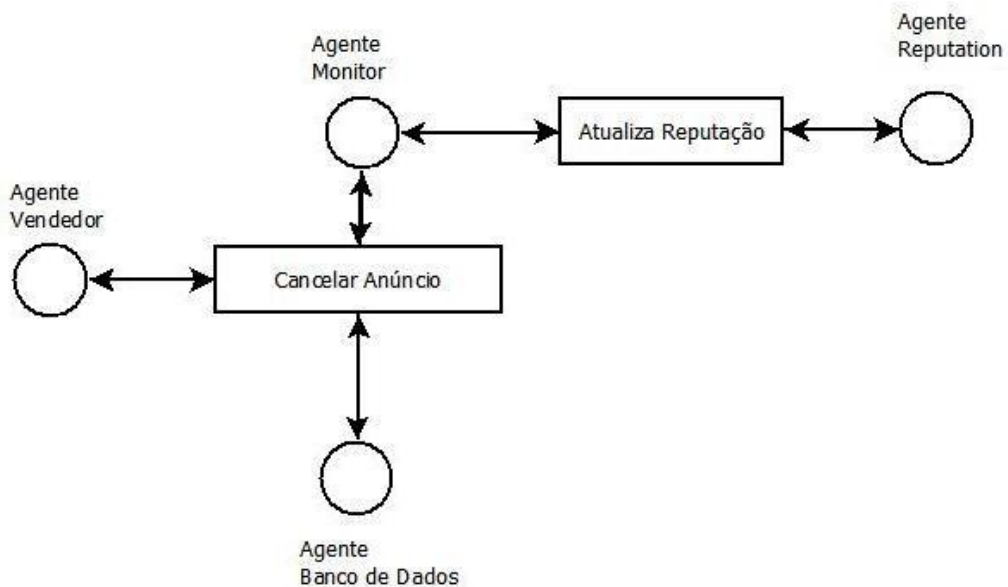 Agente
Monitor
Agente
Reputation
Atualiza Reputação
Agente
Vendedor
Cancelar Anúncio
Agente
Banco de Dados